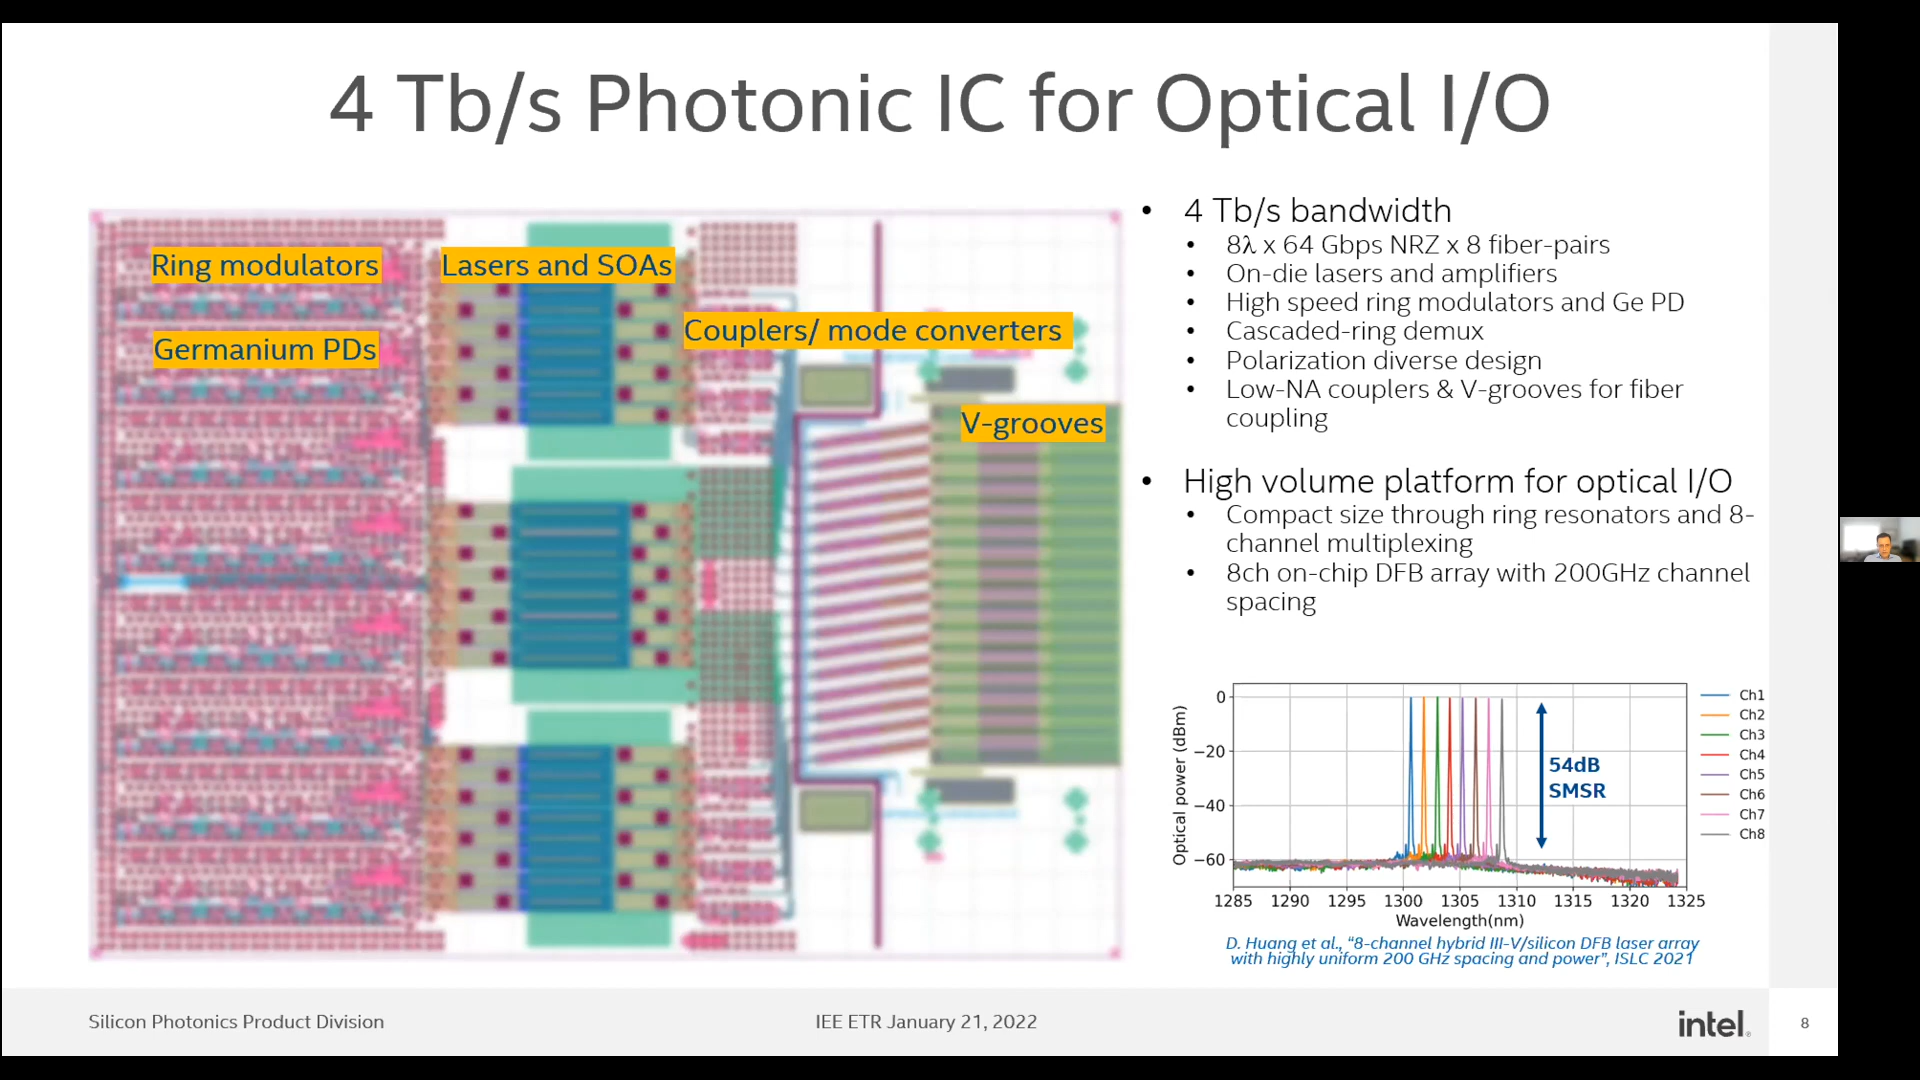 4 Tb/s Photonic IC for Optical I/O
Ring modulators
Lasers and SOAs
Couplers/ mode converters
Germanium PDs
V-grooves
• 4 Tb/s bandwidth
• 8λ x 64 Gbps NRZ x 8 fiber-pairs
• On-die lasers and amplifiers
• High speed ring modulators and Ge PD
• Cascaded-ring demux
• Polarization diverse design
• Low-NA couplers & V-grooves for fiber
coupling
• High volume platform for optical I/O
• Compact size through ring resonators and 8-
channel multiplexing
• 8ch on-chip DFB array with 200GHz channel
spacing
Optical power (dBm)
0
−20
−40
−60
54dB
SMSR
Ch1
Ch2
Ch3
Ch4
Ch5
Ch6
Ch7
Ch8
1285 1290 1295 1300 1305 1310 1315 1320 1325
Wavelength(nm)
D. Huang et al., “8-channel hybrid III-V/silicon DFB laser array
with highly uniform 200 GHz spacing and power”, ISLC 2021
Silicon Photonics Product Division
IEE ETR January 21, 2022
intel.
8